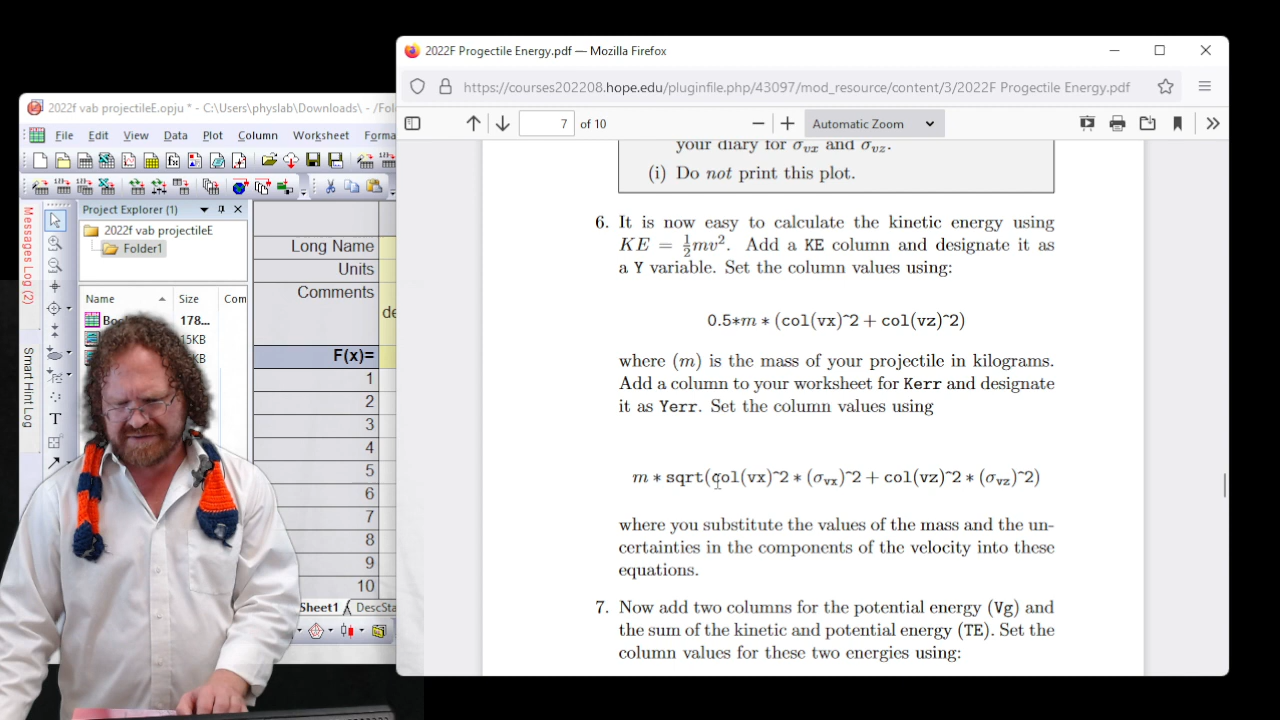 2022F Progectile Energy.pdf — Mozilla Firefox
https://courses202208.hope.edu/pluginfile.php/43097/mod_resource/content/3/2022F Progectile Energy.pdf
7 of 10
Automatic Zoom
your diary for σvx and σvz.
(i) Do not print this plot.
6. It is now easy to calculate the kinetic energy using
KE = ½mv². Add a KE column and designate it as
a Y variable. Set the column values using:
0.5*m * (col(vx)^2 + col(vz)^2)
where (m) is the mass of your projectile in kilograms.
Add a column to your worksheet for Kerr and designate
it as Yerr. Set the column values using
m * sqrt(col(vx)^2 * (σvx)^2 + col(vz)^2 * (σvz)^2)
where you substitute the values of the mass and the un-
certainties in the components of the velocity into these
equations.
7. Now add two columns for the potential energy (Vg) and
the sum of the kinetic and potential energy (TE). Set the
column values for these two energies using:
2022f vab projectileE.opju * - C:\Users\physlab\Downloads\ - /Fol
File Edit View Data Plot Column Worksheet Forma
Messages Log (2)
Smart Hint Log
Project Explorer (1)
2022f vab projectileE
Folder1
Name Size Com
178...
15KB
KB
Long Name
Units
Comments
de
F(x)=
1
2
3
4
5
6
7
8
9
10
Sheet1 DescSta